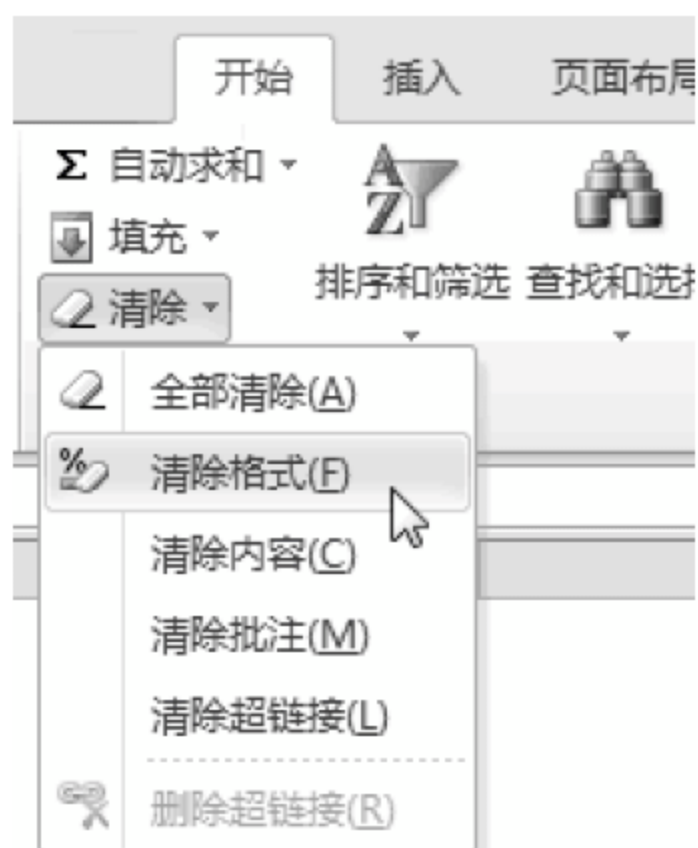 开始 插入 页面布局
Σ 自动求和
填充
清除
排序和筛选 查找和选择
全部清除(A)
清除格式(F)
清除内容(C)
清除批注(M)
清除超链接(L)
删除超链接(R)